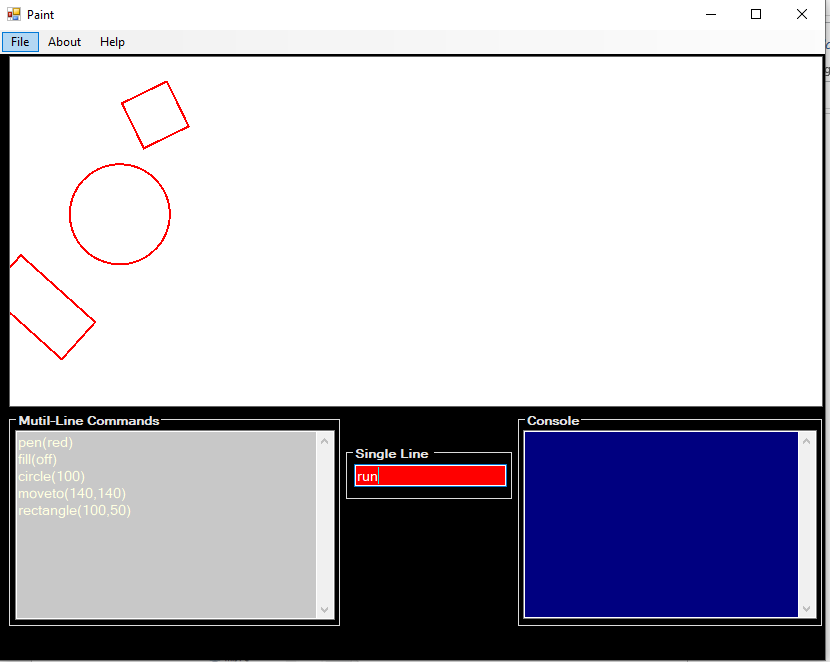 Paint
File About Help
Mutil-Line Commands
pen(red)
fill(off)
circle(100)
moveto(140,140)
rectangle(100,50)
Single Line
run
Console